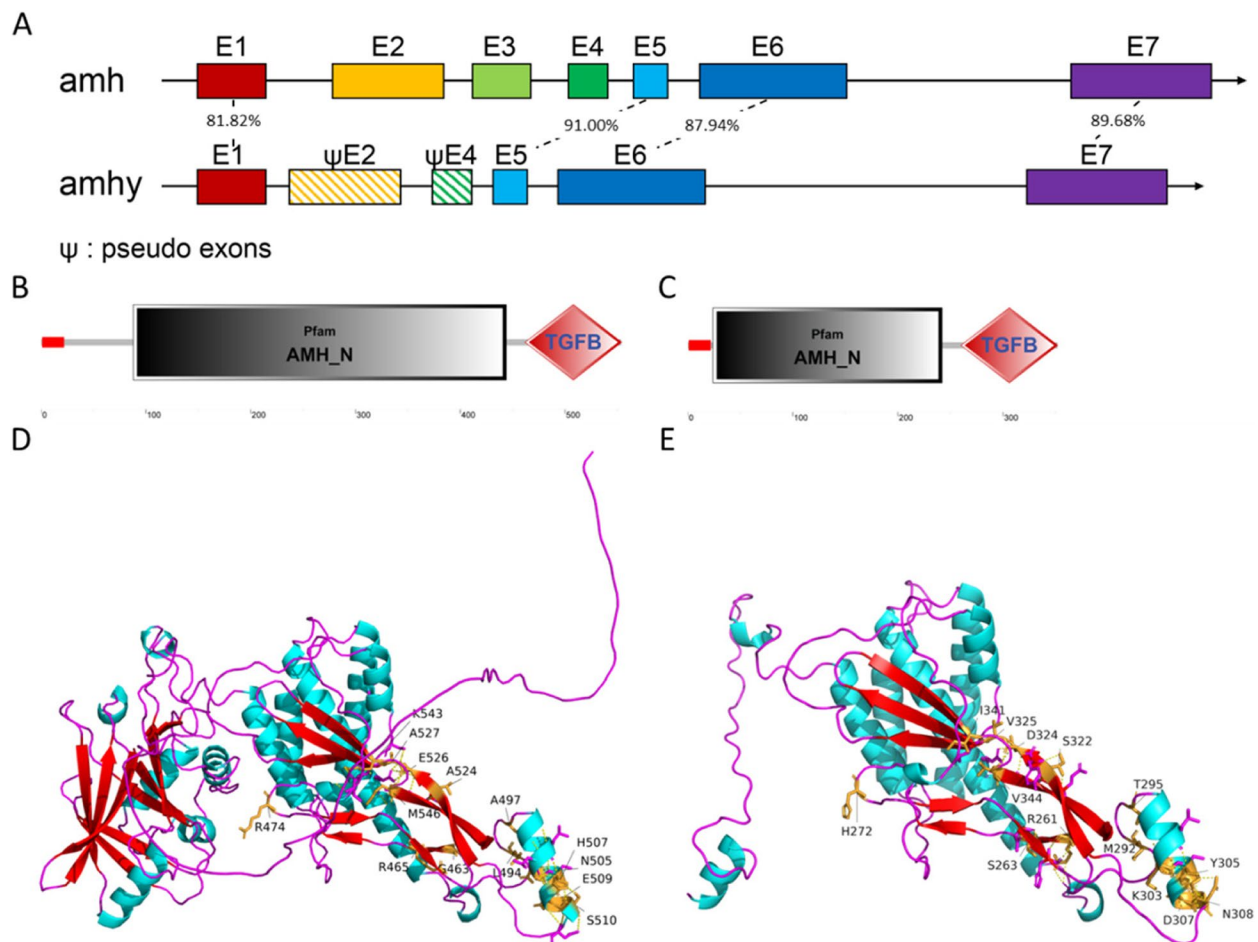 A
E1 E2 E3 E4 E5 E6 E7
amh
81.82% 91.00% 87.94% 89.68%
E1 ψE2 ψE4 E5 E6 E7
amhy
ψ : pseudo exons
B
Pfam
AMH_N
TGFB
0 100 200 300 400 500
C
Pfam
AMH_N
TGFB
0 100 200 300
D
K543
A527
E526
A524
A497
R474
M546
H507
N505
R465
G463
L494
E509
S510
E
I341
V325
D324
S322
T295
V344
H272
R261
M292
S263
Y305
K303
D307
N308